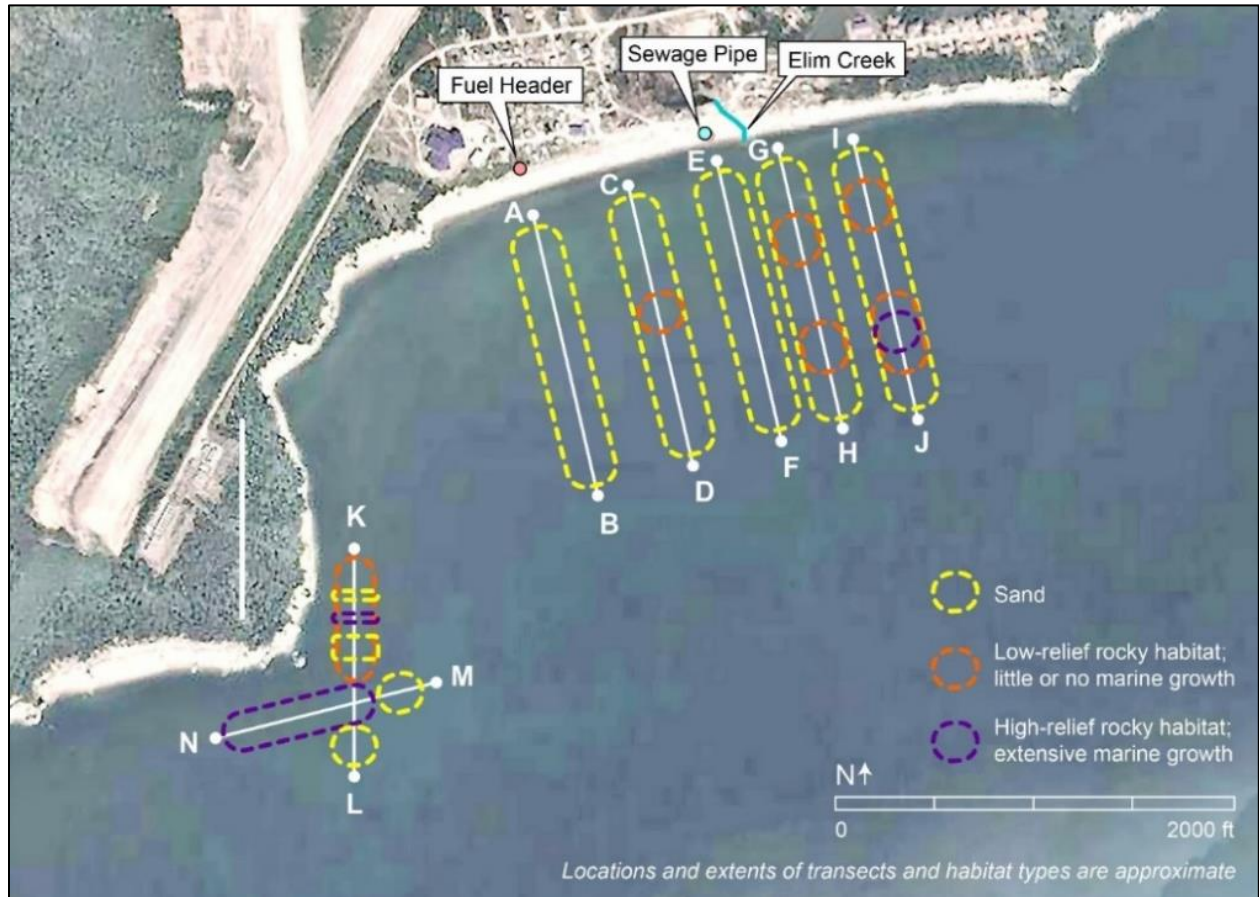 Sewage Pipe
Elim Creek
Fuel Header
E
G
I
C
A
J
F
H
D
B
K
Sand
Low-relief rocky habitat;
little or no marine growth
M
N
High-relief rocky habitat;
extensive marine growth
L
N
0
2000 ft
Locations and extents of transects and habitat types are approximate